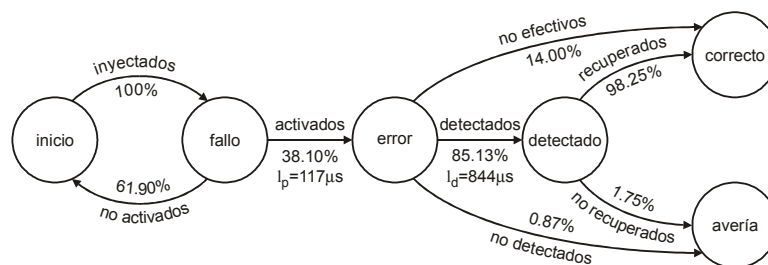 inyectados
100%
inicio
fallo
61.90%
no activados
activados
38.10%
lp=117μs
error
no efectivos
14.00%
detectados
85.13%
ld=844μs
detectado
recuperados
98.25%
correcto
1.75%
no recuperados
0.87%
no detectados
avería